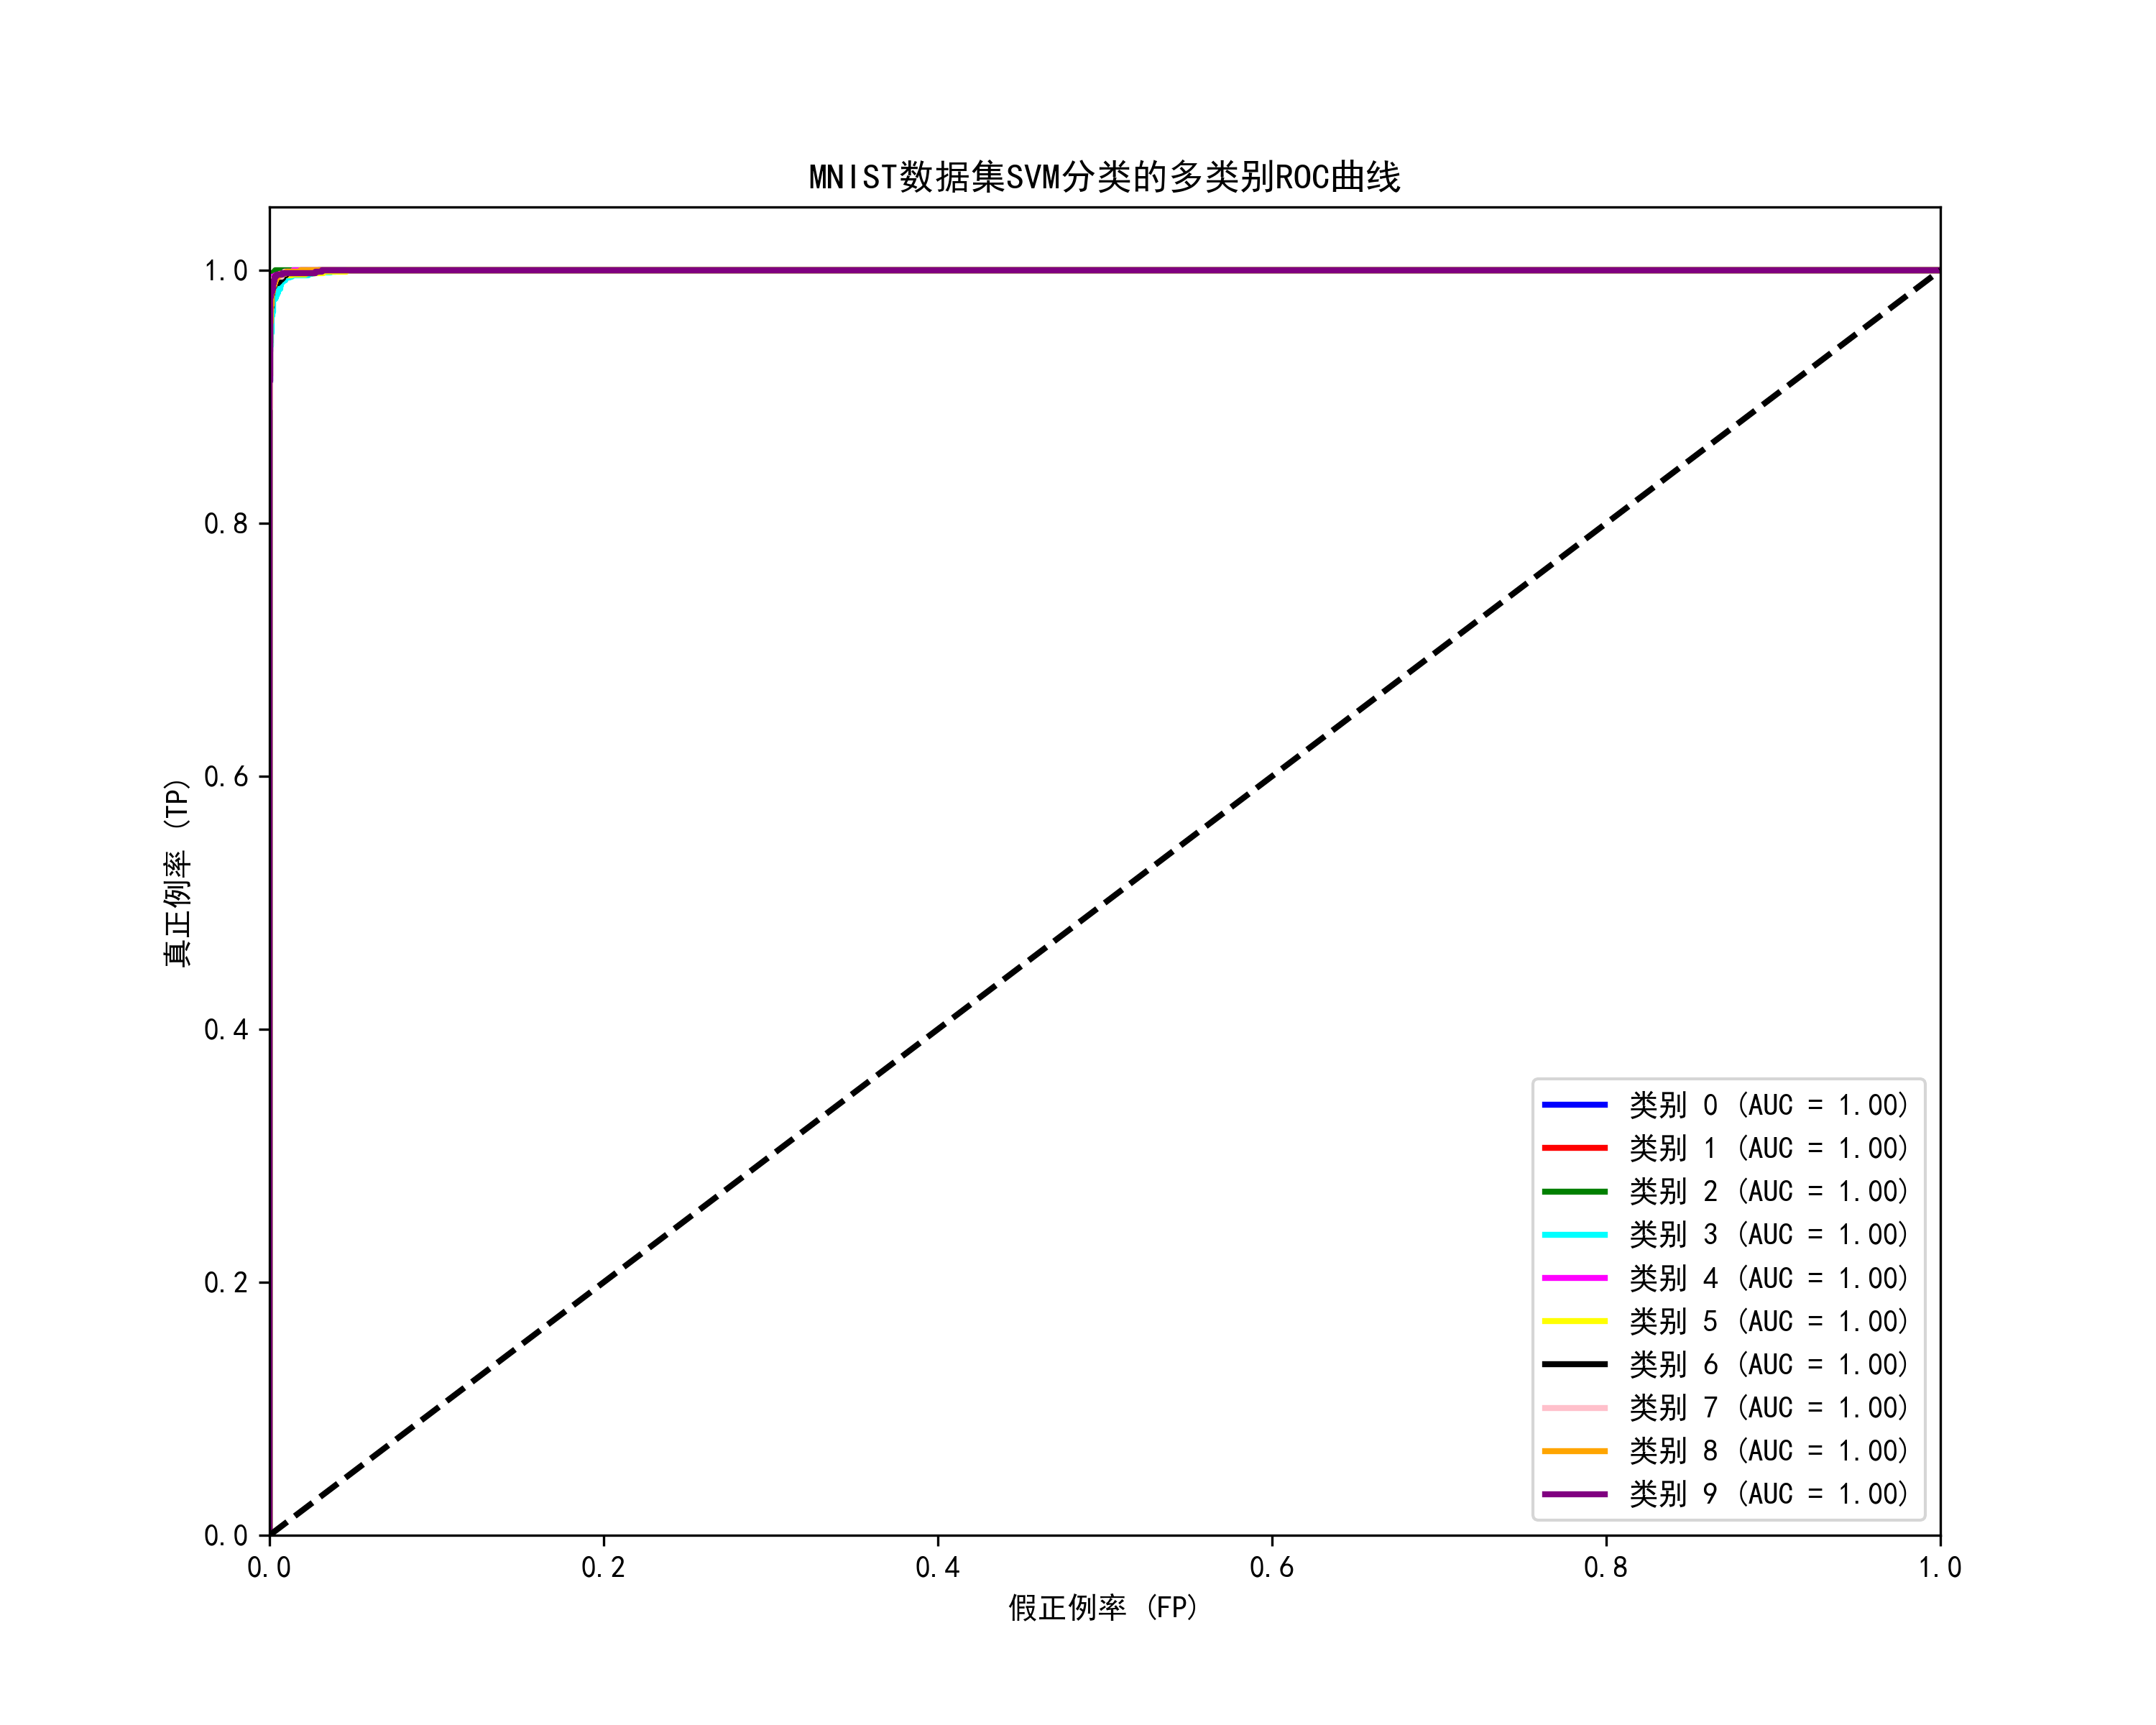 MNIST数据集SVM分类的多类别ROC曲线
1.0
0.8
0.6
0.4
0.2
0.0
真正例率 (TP)
0.0 0.2 0.4 0.6 0.8 1.0
假正例率 (FP)
类别 0 (AUC = 1.00)
类别 1 (AUC = 1.00)
类别 2 (AUC = 1.00)
类别 3 (AUC = 1.00)
类别 4 (AUC = 1.00)
类别 5 (AUC = 1.00)
类别 6 (AUC = 1.00)
类别 7 (AUC = 1.00)
类别 8 (AUC = 1.00)
类别 9 (AUC = 1.00)